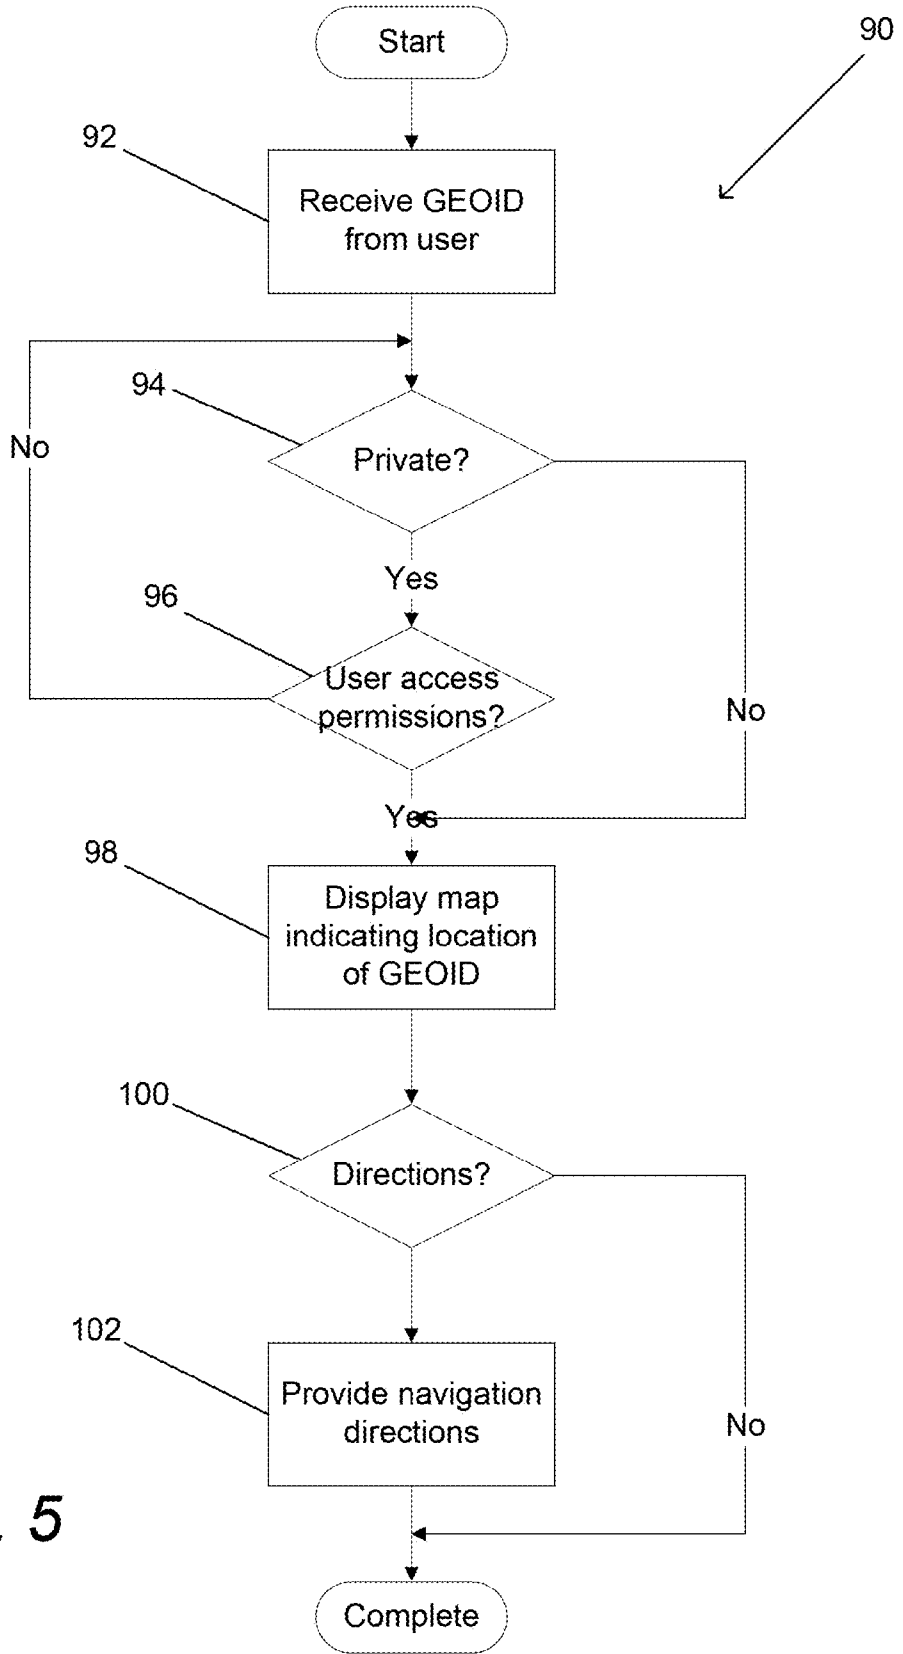 Start
90
92
Receive GEOID
from user
94
No
Private?
Yes
96
User access
permissions?
No
Yes
98
Display map
indicating location
of GEOID
100
Directions?
102
Provide navigation
directions
No
. 5
Complete